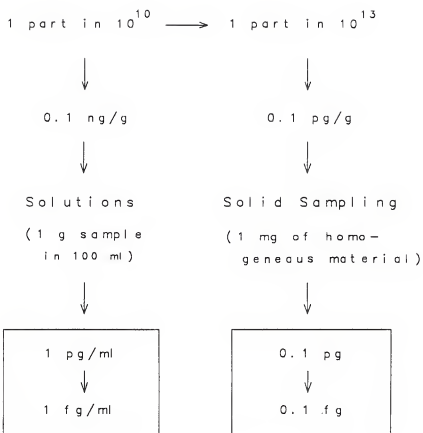 1 part in 10^10 → 1 part in 10^13
0.1 ng/g
0.1 pg/g
Solutions
(1 g sample
in 100 ml)
Solid Sampling
(1 mg of homo-
geneaus material)
1 pg/ml
1 fg/ml
0.1 pg
0.1 fg